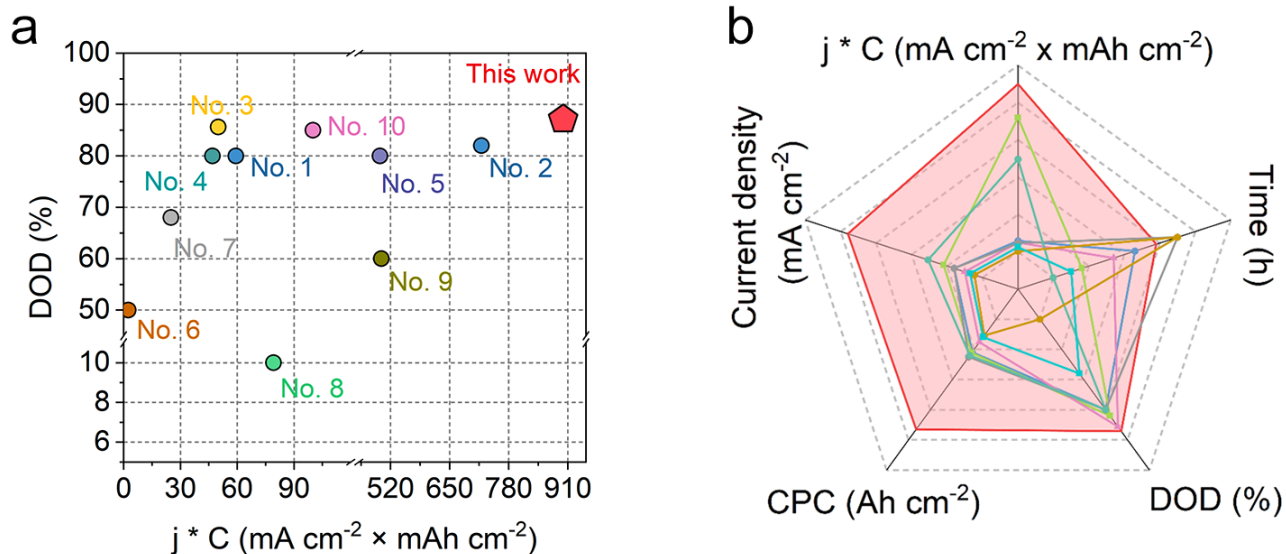 a
100
90
80
70
60
50
10
8
6
DOD (%)
This work
No. 3
No. 10
No. 4
No. 1
No. 5
No. 2
No. 7
No. 9
No. 6
No. 8
0 30 60 90 520 650 780 910
j * C (mA cm⁻² × mAh cm⁻²)
b
j * C (mA cm⁻² x mAh cm⁻²)
Current density
(mA cm⁻²)
Time (h)
CPC (Ah cm⁻²)
DOD (%)